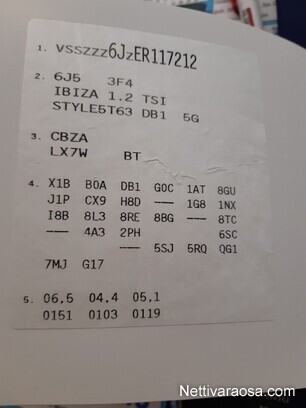 1. VSSZZZ6JZER117212
2. 6J5 3F4
IBIZA 1.2 TSI
STYLE5T63 DB1 5G
3. CBZA
LX7W BT
4. X1B B0A DB1 G0C 1AT 8GU
J1P CX9 H8D --- 1G8 1NX
I8B 8L3 8RE 8BG --- 8TC
--- 4A3 2PH 6SC
--- 5SJ 5RQ QG1
7MJ G17
5. 06,5 04,4 05,1
0151 0103 0119
Nettivaraosa.com